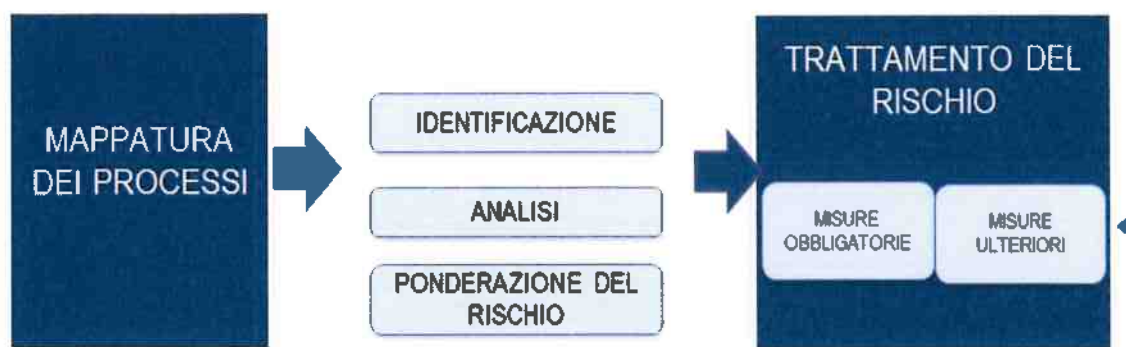 MAPPATURA
DEI PROCESSI
IDENTIFICAZIONE
ANALISI
PONDERAZIONE DEL
RISCHIO
TRATTAMENTO DEL
RISCHIO
MISURE
OBBLIGATORIE
MISURE
ULTERIORI